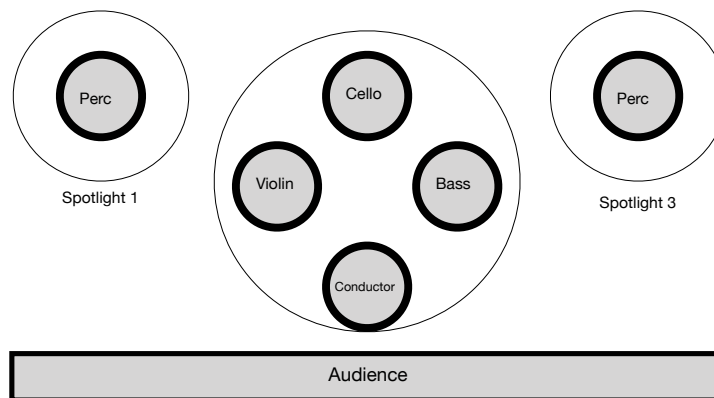 Perc
Cello
Perc
Violin
Bass
Spotlight 1
Spotlight 3
Conductor
Audience